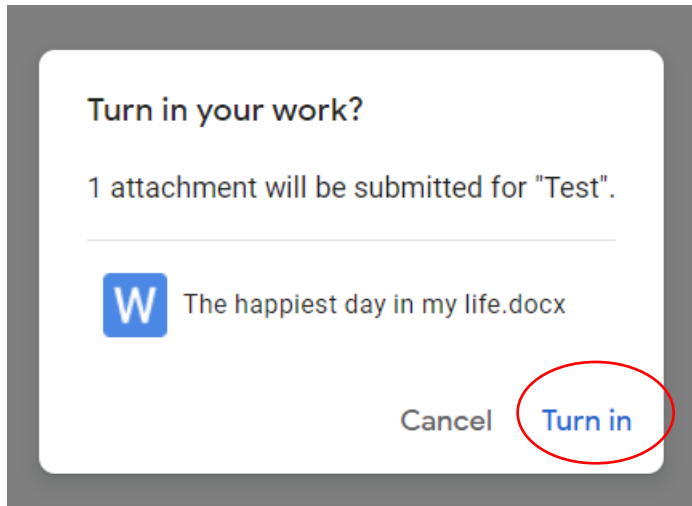 Turn in your work?
1 attachment will be submitted for "Test".
W The happiest day in my life.docx
Cancel Turn in